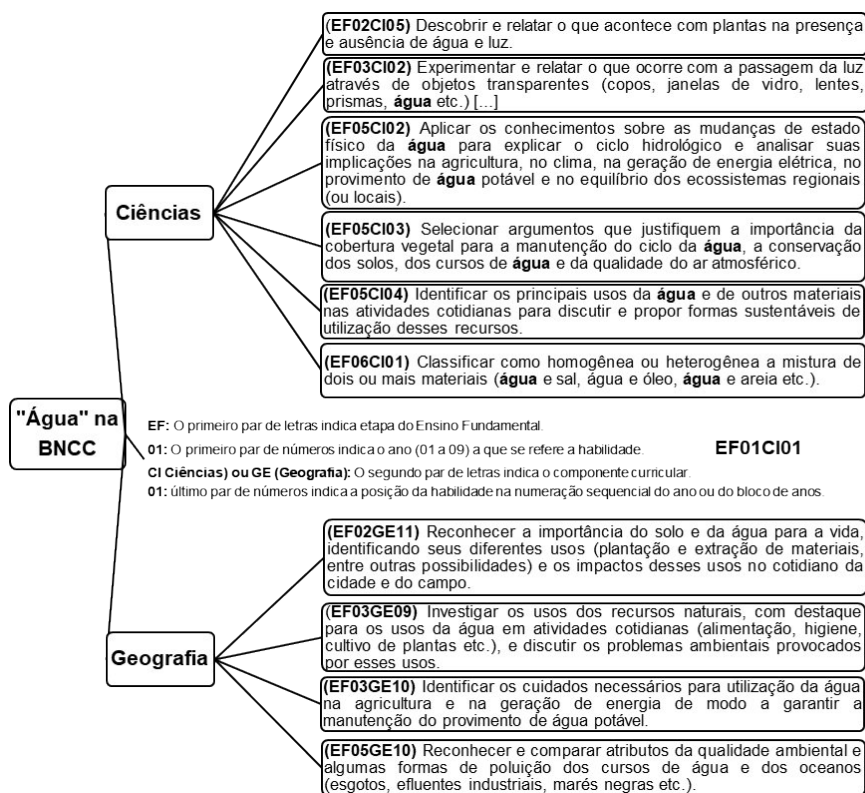 (EF02CI05) Descobrir e relatar o que acontece com plantas na presença
e ausência de água e luz.
(EF03CI02) Experimentar e relatar o que ocorre com a passagem da luz
através de objetos transparentes (copos, janelas de vidro, lentes,
prismas, água etc.) [...]
(EF05CI02) Aplicar os conhecimentos sobre as mudanças de estado
físico da água para explicar o ciclo hidrológico e analisar suas
implicações na agricultura, no clima, na geração de energia elétrica, no
provimento de água potável e no equilíbrio dos ecossistemas regionais
(ou locais).
Ciências
(EF05CI03) Selecionar argumentos que justifiquem a importância da
cobertura vegetal para a manutenção do ciclo da água, a conservação
dos solos, dos cursos de água e da qualidade do ar atmosférico.
(EF05CI04) Identificar os principais usos da água e de outros materiais
nas atividades cotidianas para discutir e propor formas sustentáveis de
utilização desses recursos.
(EF06CI01) Classificar como homogênea ou heterogênea a mistura de
dois ou mais materiais (água e sal, água e óleo, água e areia etc.).
"Água" na
BNCC
EF: O primeiro par de letras indica etapa do Ensino Fundamental.
01: O primeiro par de números indica o ano (01 a 09) a que se refere a habilidade.
EF01CI01
CI Ciências) ou GE (Geografia): O segundo par de letras indica o componente curricular.
01: último par de números indica a posição da habilidade na numeração sequencial do ano ou do bloco de anos.
(EF02GE11) Reconhecer a importância do solo e da água para a vida,
identificando seus diferentes usos (plantação e extração de materiais,
entre outras possibilidades) e os impactos desses usos no cotidiano da
cidade e do campo.
(EF03GE09) Investigar os usos dos recursos naturais, com destaque
para os usos da água em atividades cotidianas (alimentação, higiene,
cultivo de plantas etc.), e discutir os problemas ambientais provocados
por esses usos.
Geografia
(EF03GE10) Identificar os cuidados necessários para utilização da água
na agricultura e na geração de energia de modo a garantir a
manutenção do provimento de água potável.
(EF05GE10) Reconhecer e comparar atributos da qualidade ambiental e
algumas formas de poluição dos cursos de água e dos oceanos
(esgotos, efluentes industriais, marés negras etc.).